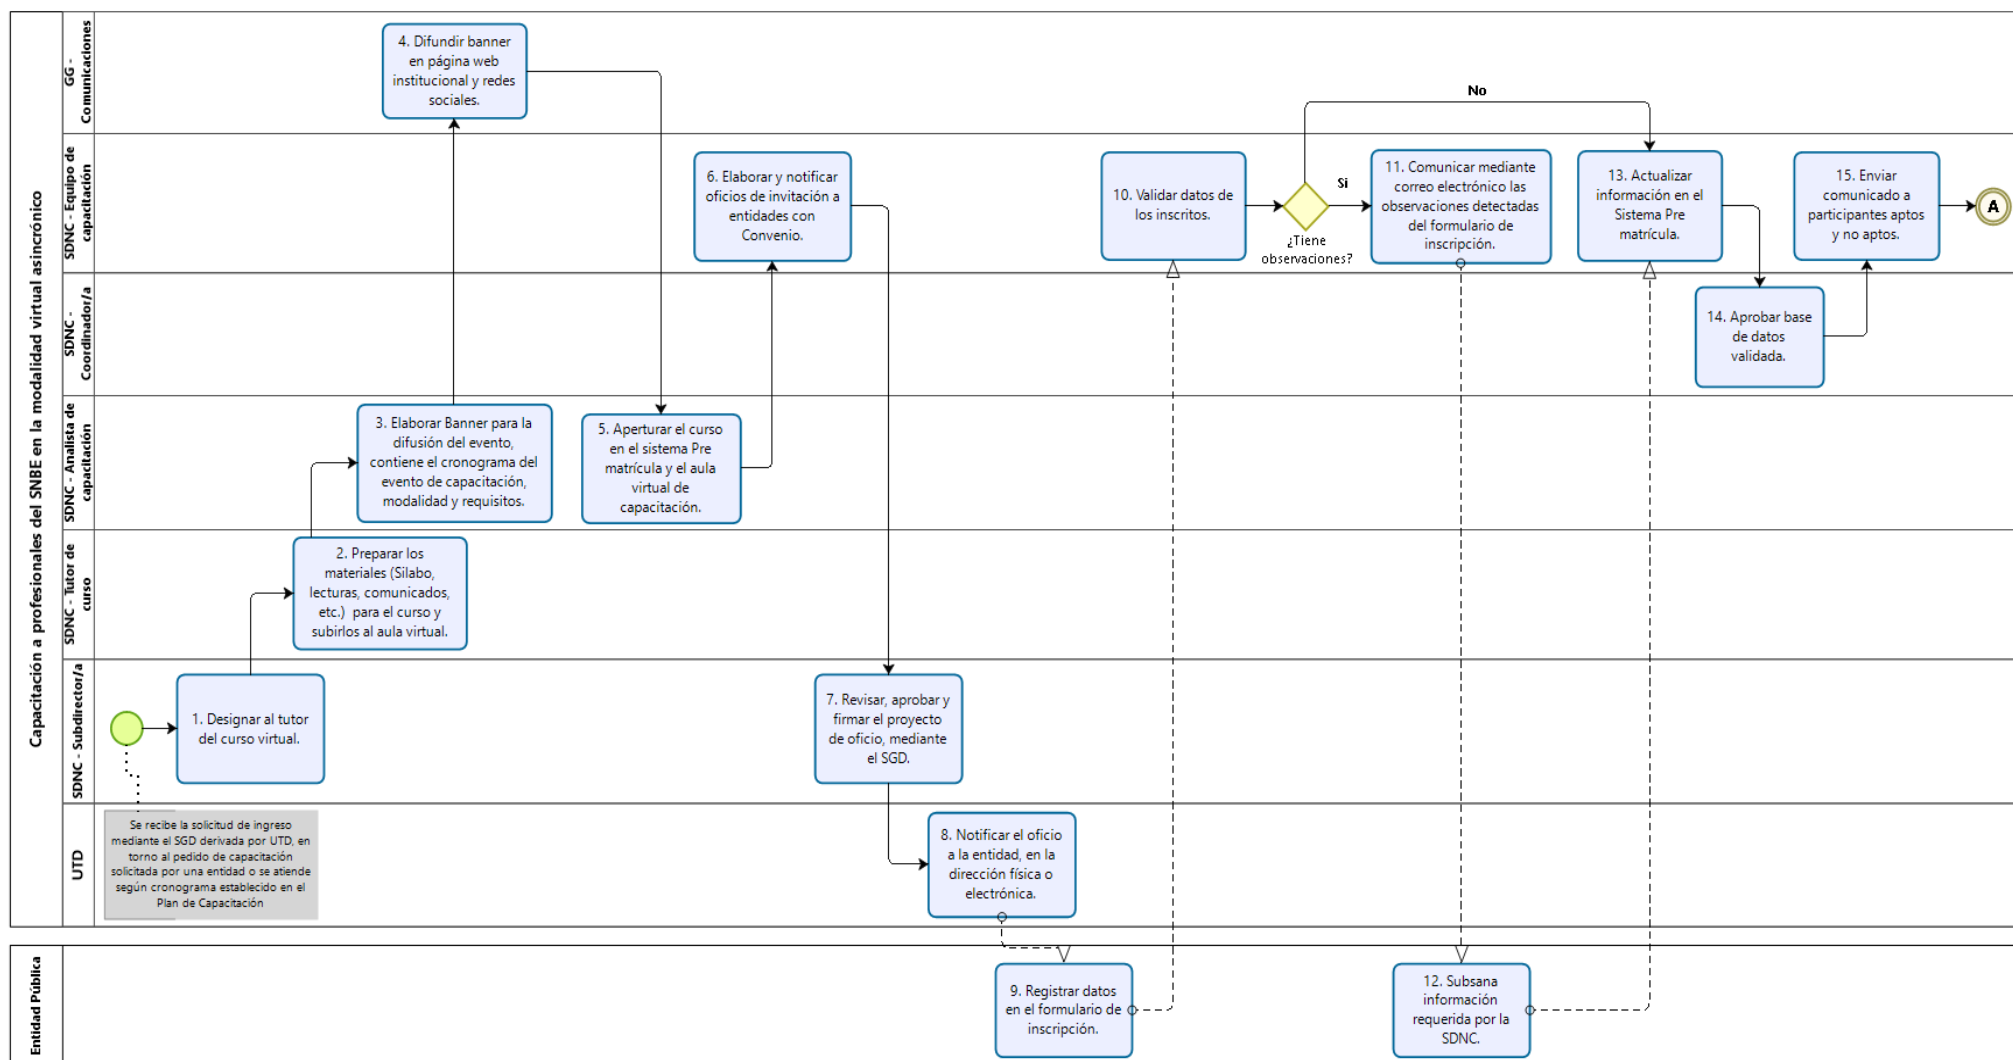 Capacitación a profesionales del SNBE en la modalidad virtual asincrónico
GG -
Comunicaciones
4. Difundir banner
en página web
institucional y redes
sociales.
No
SDNC - Equipo de
capacitación
6. Elaborar y notificar
oficios de invitación a
entidades con
Convenio.
10. Validar datos de
los inscritos.
¿Tiene
observaciones?
Si
11. Comunicar mediante
correo electrónico las
observaciones detectadas
del formulario de
inscripción.
13. Actualizar
información en el
Sistema Pre
matrícula.
15. Enviar
comunicado a
participantes aptos
y no aptos.
A
SDNC -
Coordinador/a
14. Aprobar base
de datos
validada.
SDNC - Analista de
capacitación
3. Elaborar Banner para la
difusión del evento,
contiene el cronograma del
evento de capacitación,
modalidad y requisitos.
5. Aperturar el curso
en el sistema Pre
matrícula y el aula
virtual de
capacitación.
SDNC - Tutor de
curso
2. Preparar los
materiales (Silabo,
lecturas, comunicados,
etc.) para el curso y
subirlos al aula virtual.
SDNC - Subdirector/a
1. Designar al tutor
del curso virtual.
7. Revisar, aprobar y
firmar el proyecto
de oficio, mediante
el SGD.
UTD
Se recibe la solicitud de ingreso
mediante el SGD derivada por UTD, en
torno al pedido de capacitación
solicitada por una entidad o se atiende
según cronograma establecido en el
Plan de Capacitación
8. Notificar el oficio
a la entidad, en la
dirección física o
electrónica.
Entidad Pública
9. Registrar datos
en el formulario de
inscripción.
12. Subsana
información
requerida por la
SDNC.